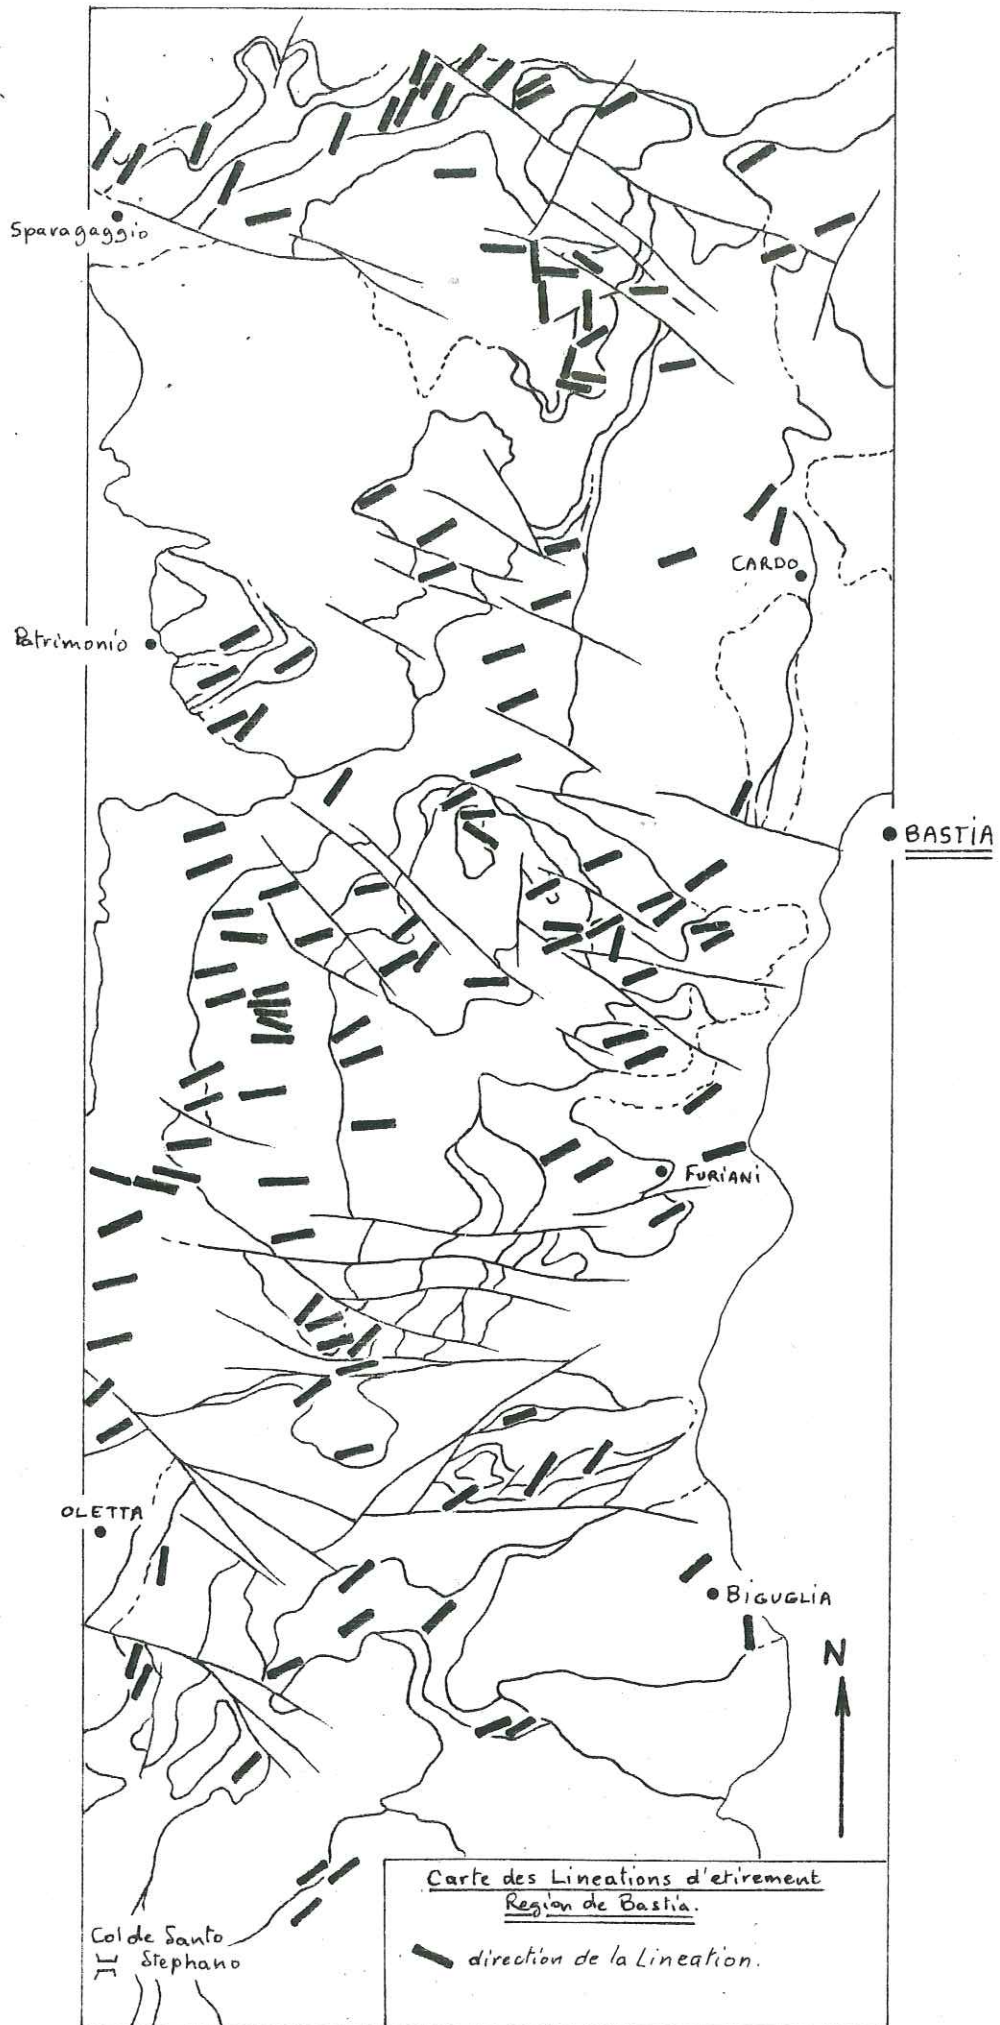 Sparagaggio
CARDO
Patrimonio
BASTIA
FURIANI
OLETTA
BIGUGLIA
N
Carte des Lineations d'etirement
Region de Bastia.
direction de la Lineation.
Col de Santo
Stephano